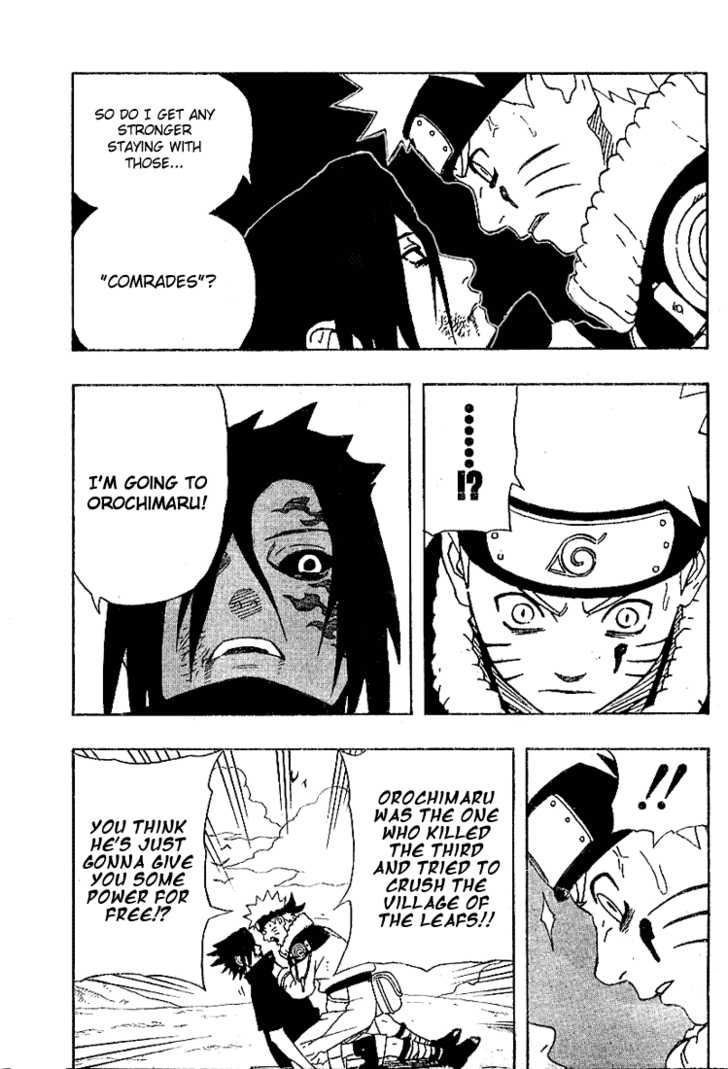 SO DO I GET ANY
STRONGER
STAYING WITH
THOSE...
"COMRADES"?
......!?
I'M GOING TO
OROCHIMARU!
!!
OROCHIMARU
WAS THE ONE
WHO KILLED
THE THIRD
AND TRIED TO
CRUSH THE
VILLAGE OF
THE LEAFS!!
YOU THINK
HE'S JUST
GONNA GIVE
YOU SOME
POWER FOR
FREE!?